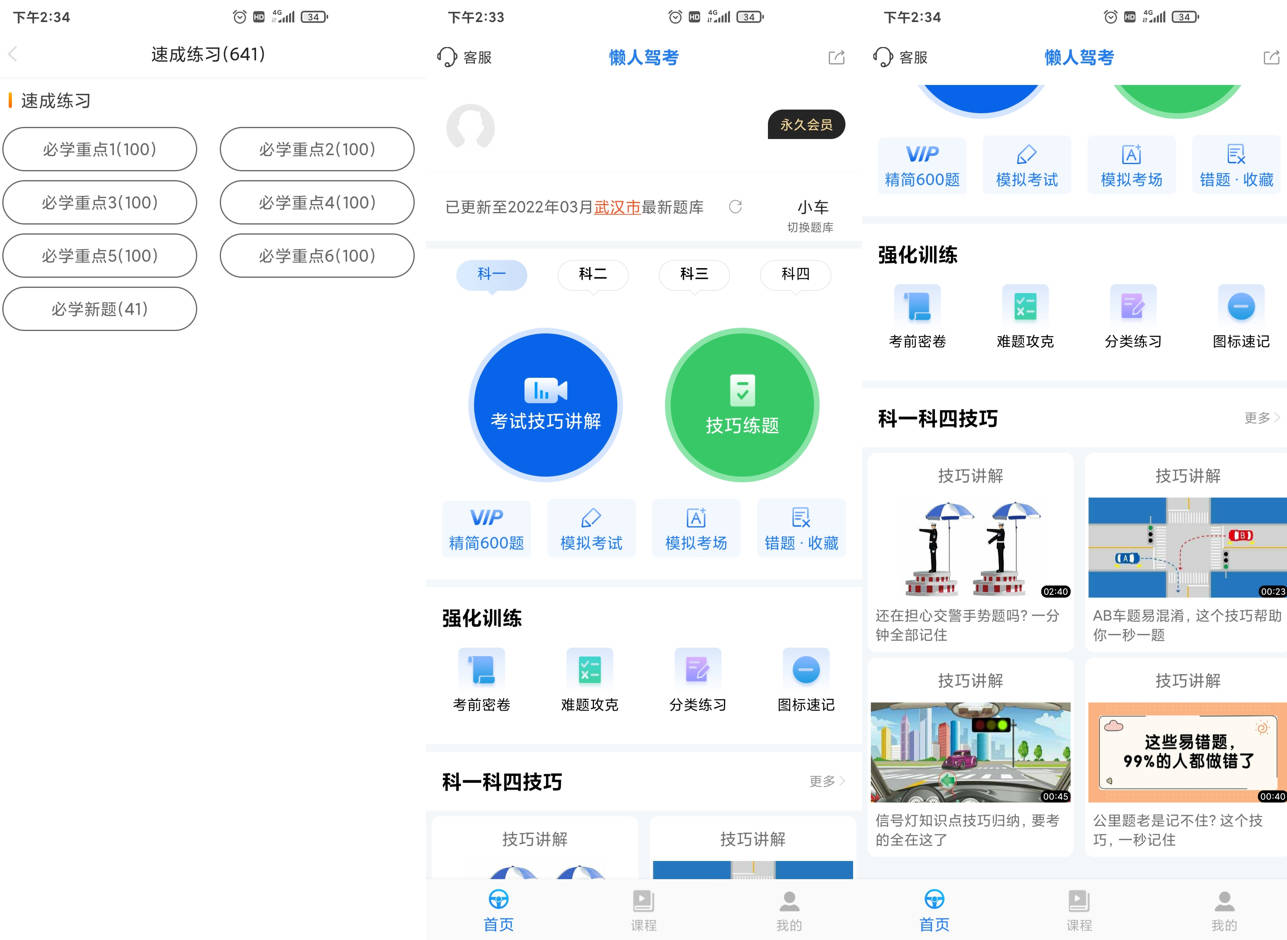 下午2:34
HD 4G 34
速成练习(641)
速成练习
必学重点1(100)
必学重点2(100)
必学重点3(100)
必学重点4(100)
必学重点5(100)
必学重点6(100)
必学新题(41)
下午2:33
HD 4G 34
客服
懒人驾考
永久会员
已更新至2022年03月武汉市最新题库
小车
切换题库
科一
科二
科三
科四
考试技巧讲解
技巧练题
VIP
精简600题
模拟考试
模拟考场
错题·收藏
强化训练
考前密卷
难题攻克
分类练习
图标速记
科一科四技巧
更多
技巧讲解
技巧讲解
首页
课程
我的
下午2:34
HD 4G 34
客服
懒人驾考
VIP
精简600题
模拟考试
模拟考场
错题·收藏
强化训练
考前密卷
难题攻克
分类练习
图标速记
科一科四技巧
更多
技巧讲解
02:40
还在担心交警手势题吗?一分
钟全部记住
技巧讲解
A
B
00:23
AB车题易混淆,这个技巧帮助
你一秒一题
技巧讲解
00:45
信号灯知识点技巧归纳,要考
的全在这了
技巧讲解
这些易错题,
99%的人都做错了
00:40
公里题老是记不住?这个技
巧,一秒记住
首页
课程
我的